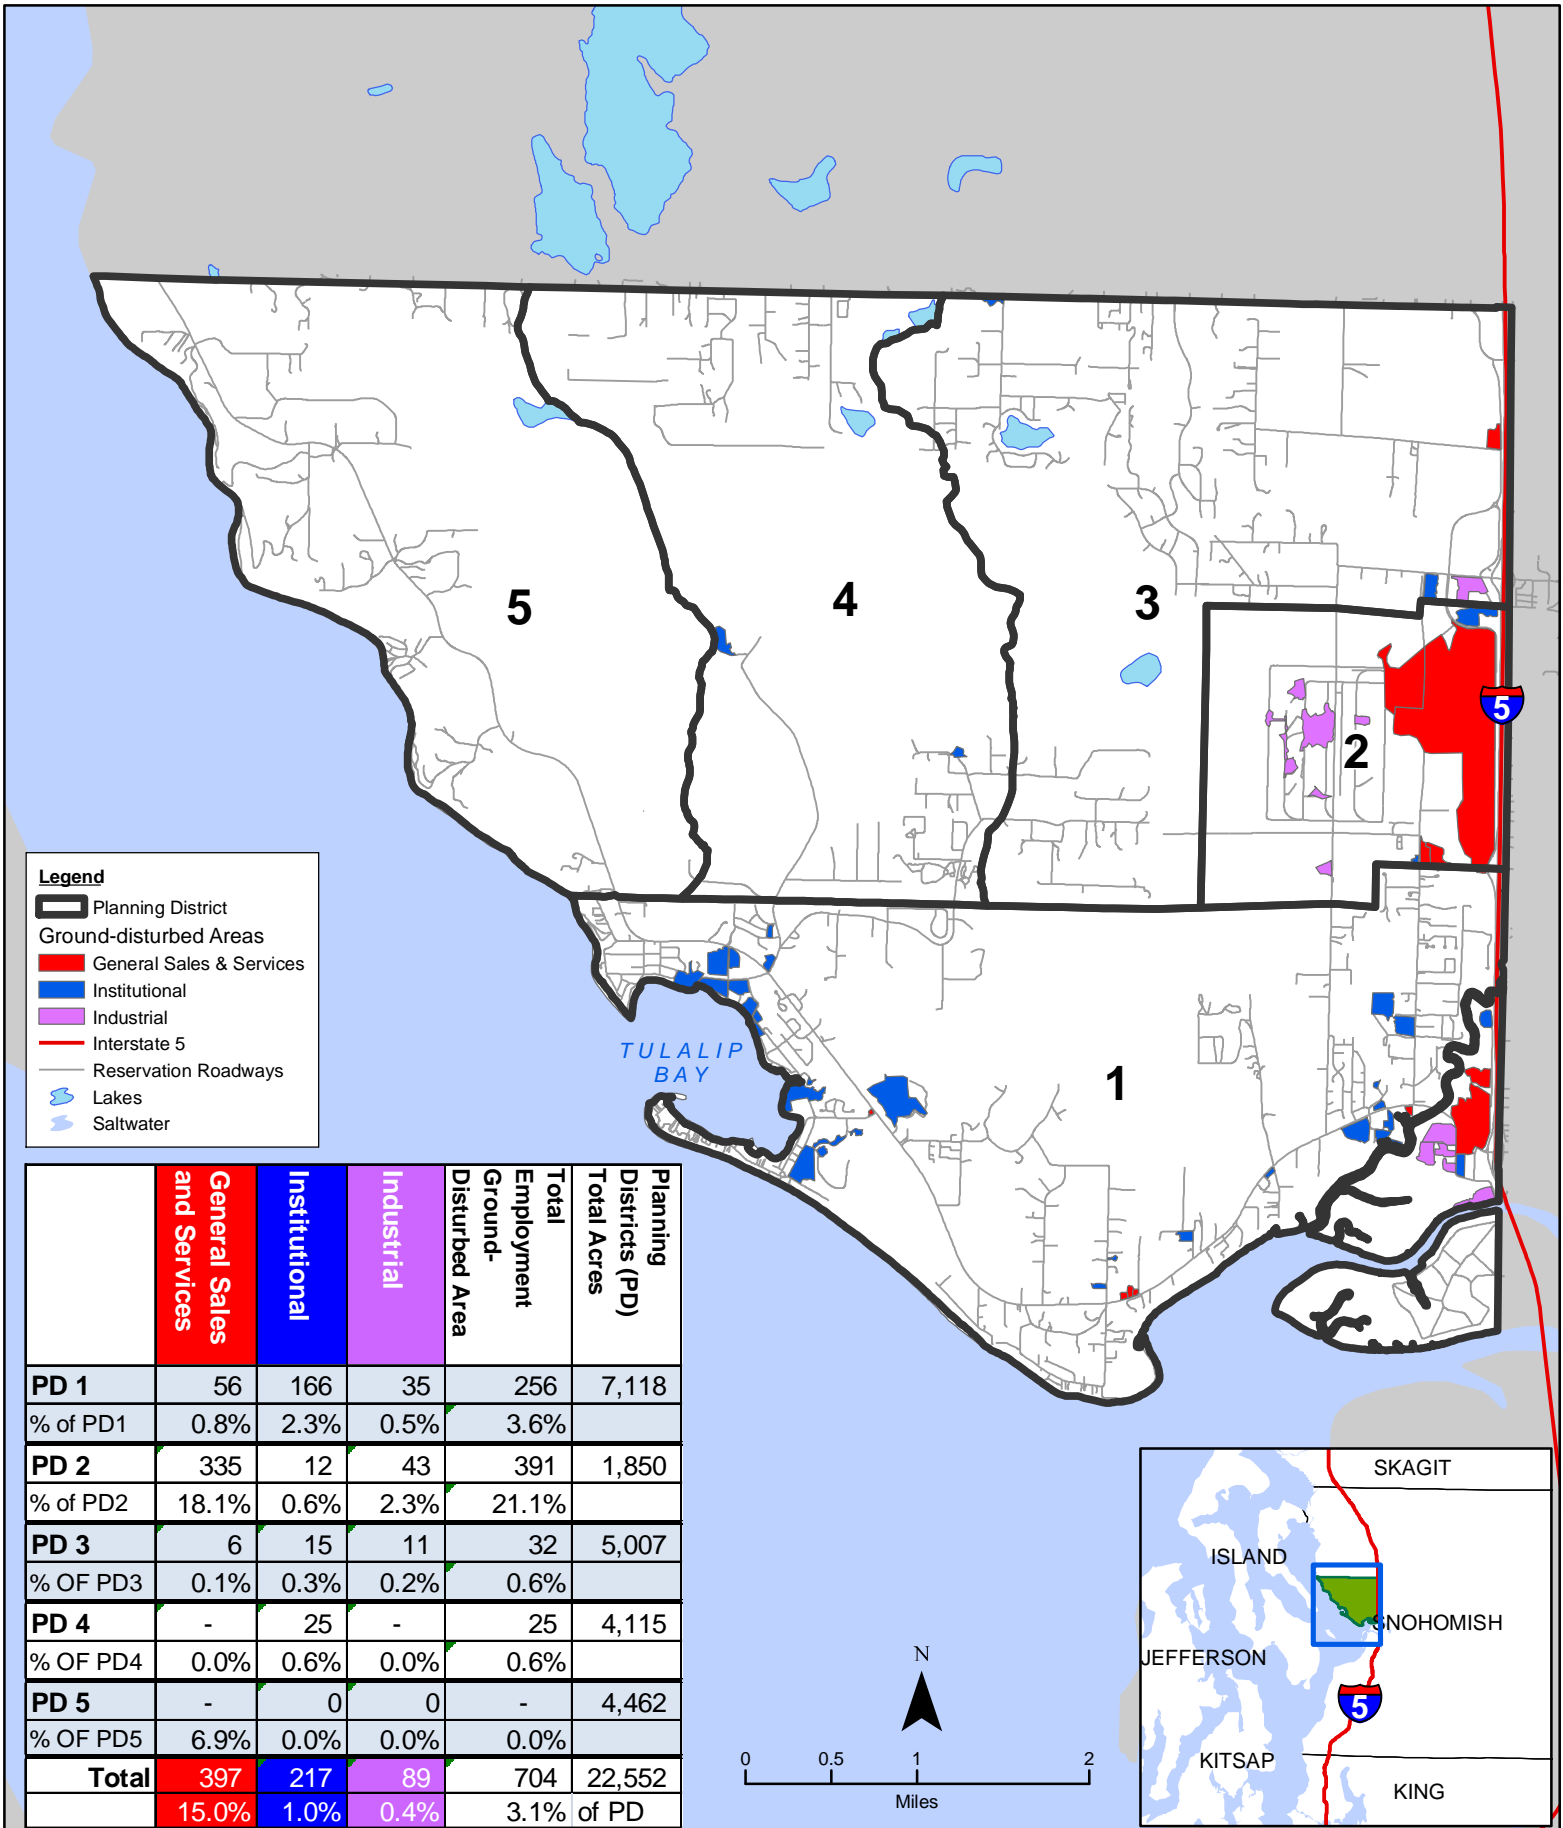 5
4
3
5
2
1
TULALIP
BAY
Legend
Planning District
Ground-disturbed Areas
General Sales & Services
Institutional
Industrial
Interstate 5
Reservation Roadways
Lakes
Saltwater
General Sales
and Services
Institutional
Industrial
Total
Employment
Ground-
Disturbed Area
Planning
Districts (PD)
Total Acres
PD 1 56 166 35 256 7,118
% of PD1 0.8% 2.3% 0.5% 3.6%
PD 2 335 12 43 391 1,850
% of PD2 18.1% 0.6% 2.3% 21.1%
PD 3 6 15 11 32 5,007
% OF PD3 0.1% 0.3% 0.2% 0.6%
PD 4 - 25 - 25 4,115
% OF PD4 0.0% 0.6% 0.0% 0.6%
PD 5 - 0 0 - 4,462
% OF PD5 6.9% 0.0% 0.0% 0.0%
Total 397 217 89 704 22,552
15.0% 1.0% 0.4% 3.1% of PD
N
0 0.5 1 2
Miles
SKAGIT
ISLAND
SNOHOMISH
JEFFERSON
5
KITSAP
KING